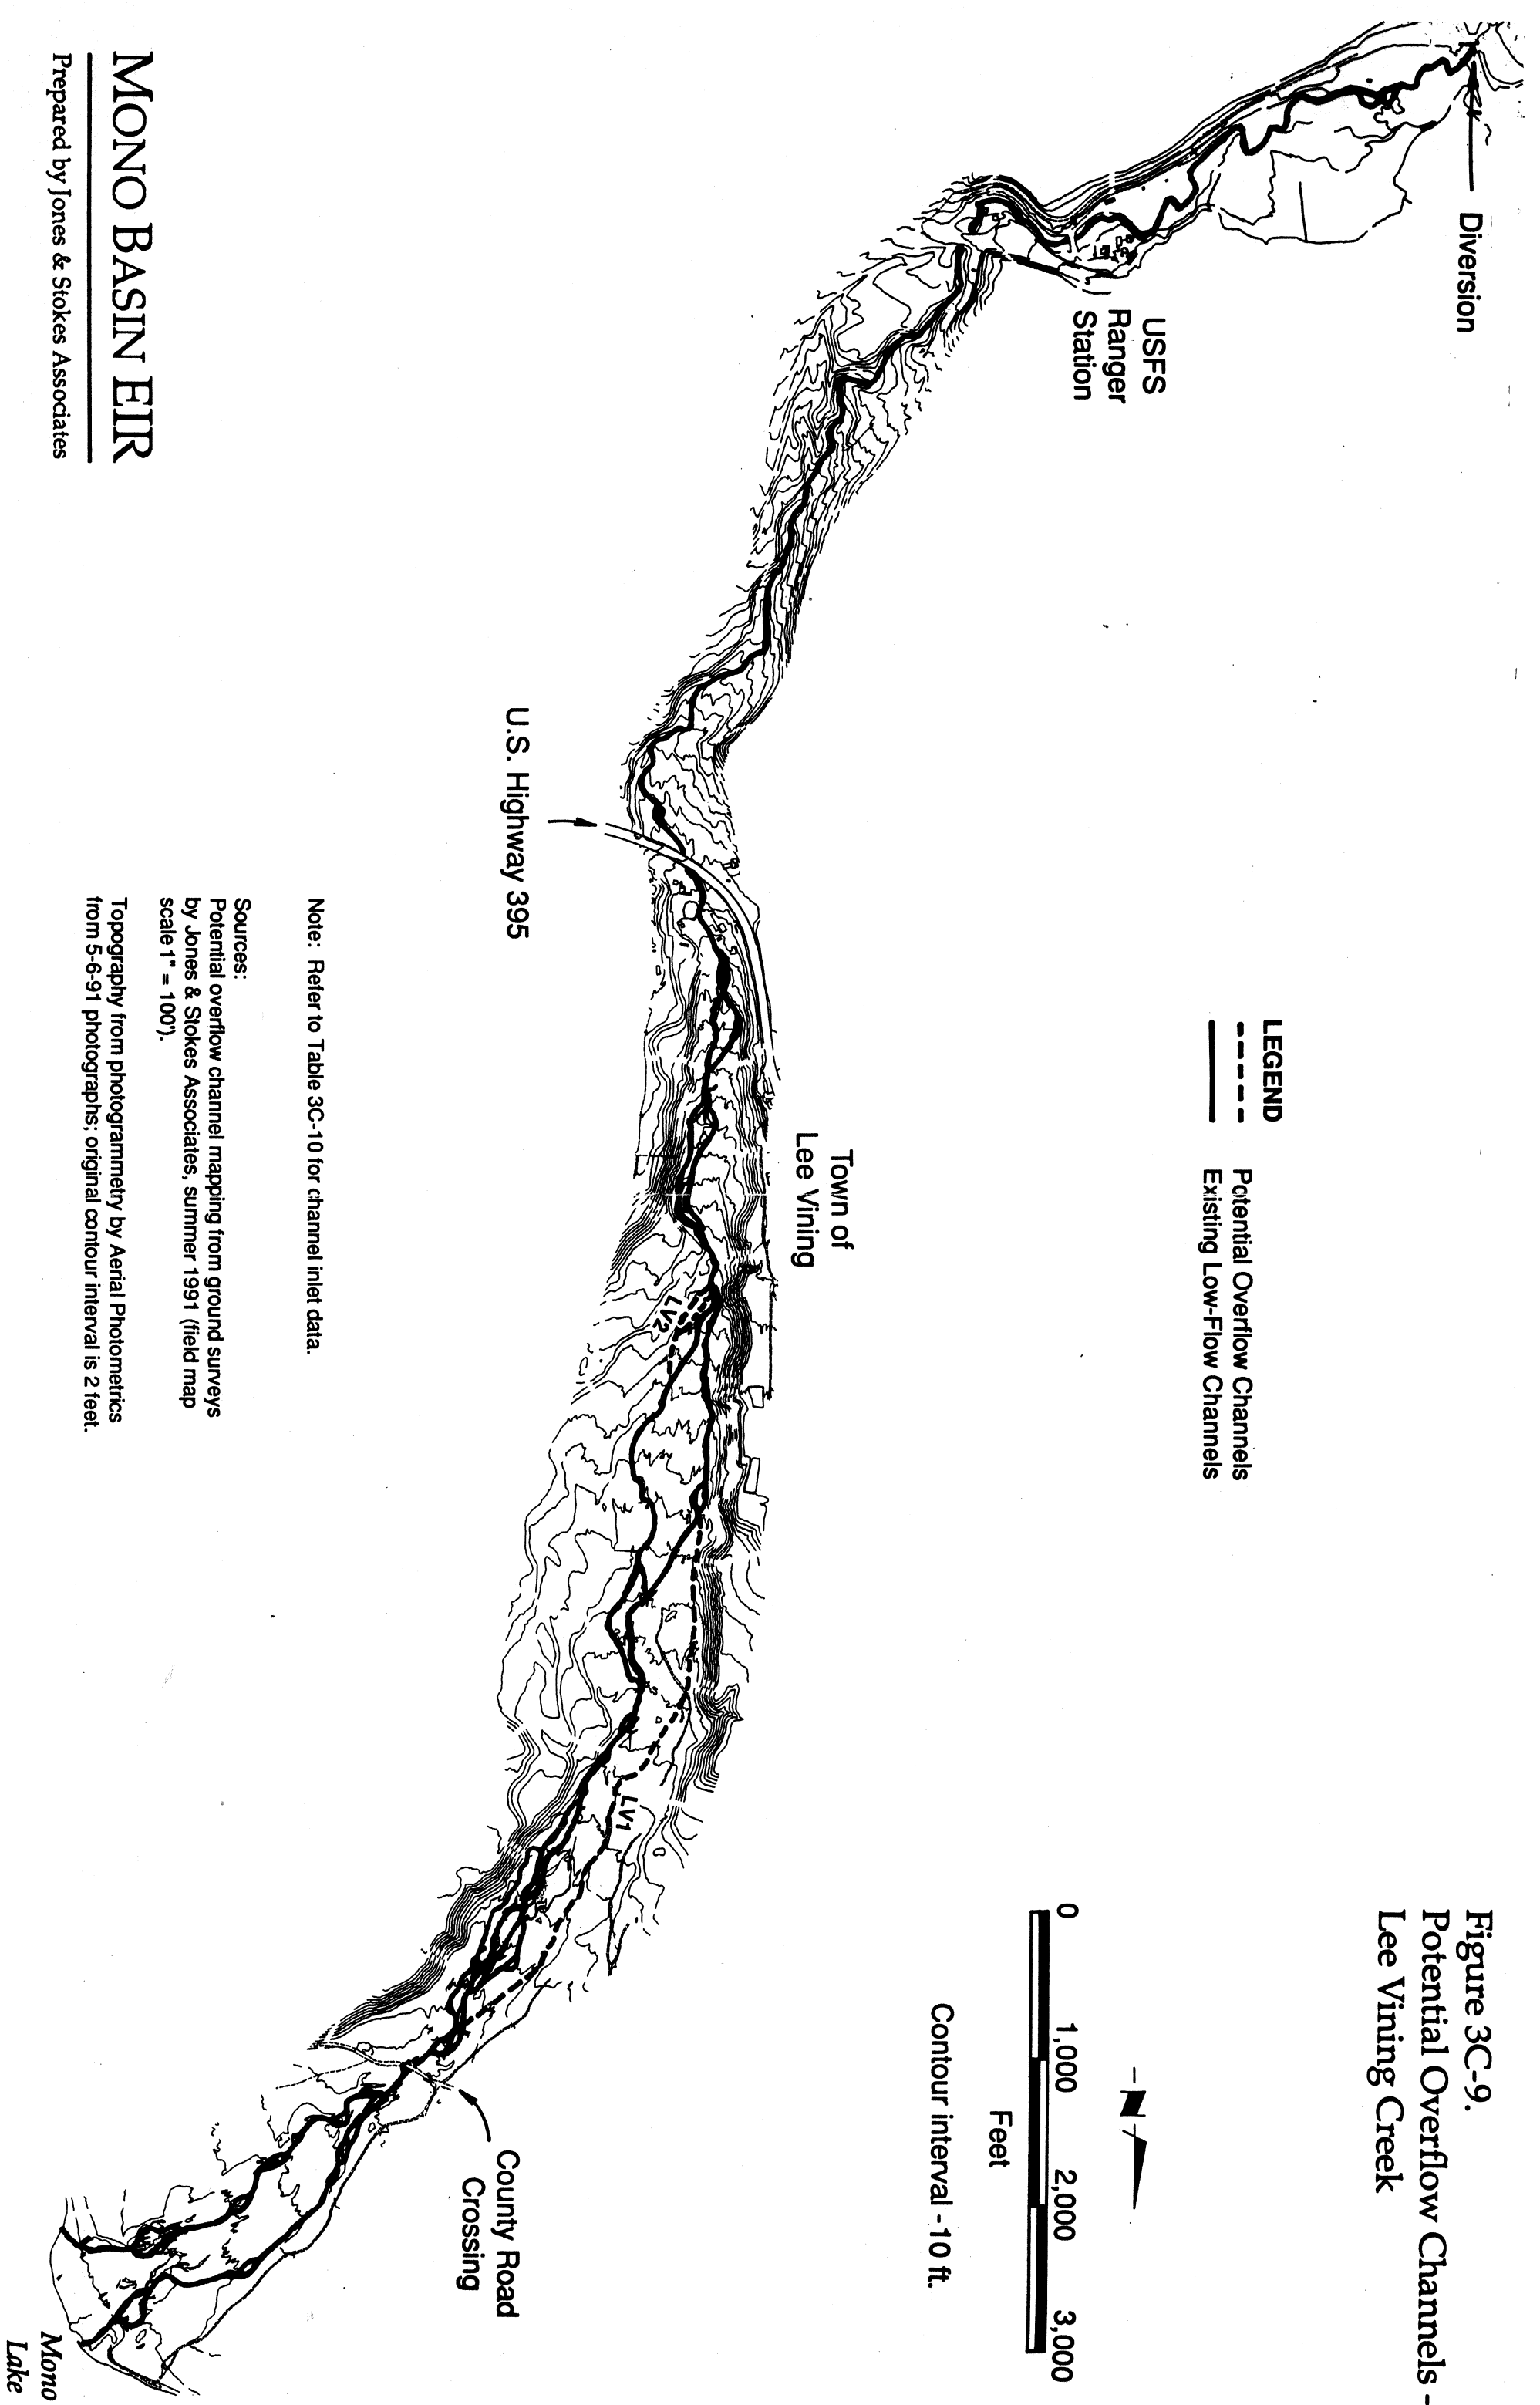 Figure 3C-9.
Potential Overflow Channels -
Lee Vining Creek
Diversion
USFS
Ranger
Station
LEGEND
Potential Overflow Channels
Existing Low-Flow Channels
N
0
1,000
2,000
3,000
Feet
Contour interval -10 ft.
Town of
Lee Vining
LV2
LV1
U.S. Highway 395
County Road
Crossing
Mono
Lake
Note: Refer to Table 3C-10 for channel inlet data.
Sources:
Potential overflow channel mapping from ground surveys
by Jones & Stokes Associates, summer 1991 (field map
scale 1" = 100').
Topography from photogrammetry by Aerial Photometrics
from 5-6-91 photographs; original contour interval is 2 feet.
MONO BASIN EIR
Prepared by Jones & Stokes Associates